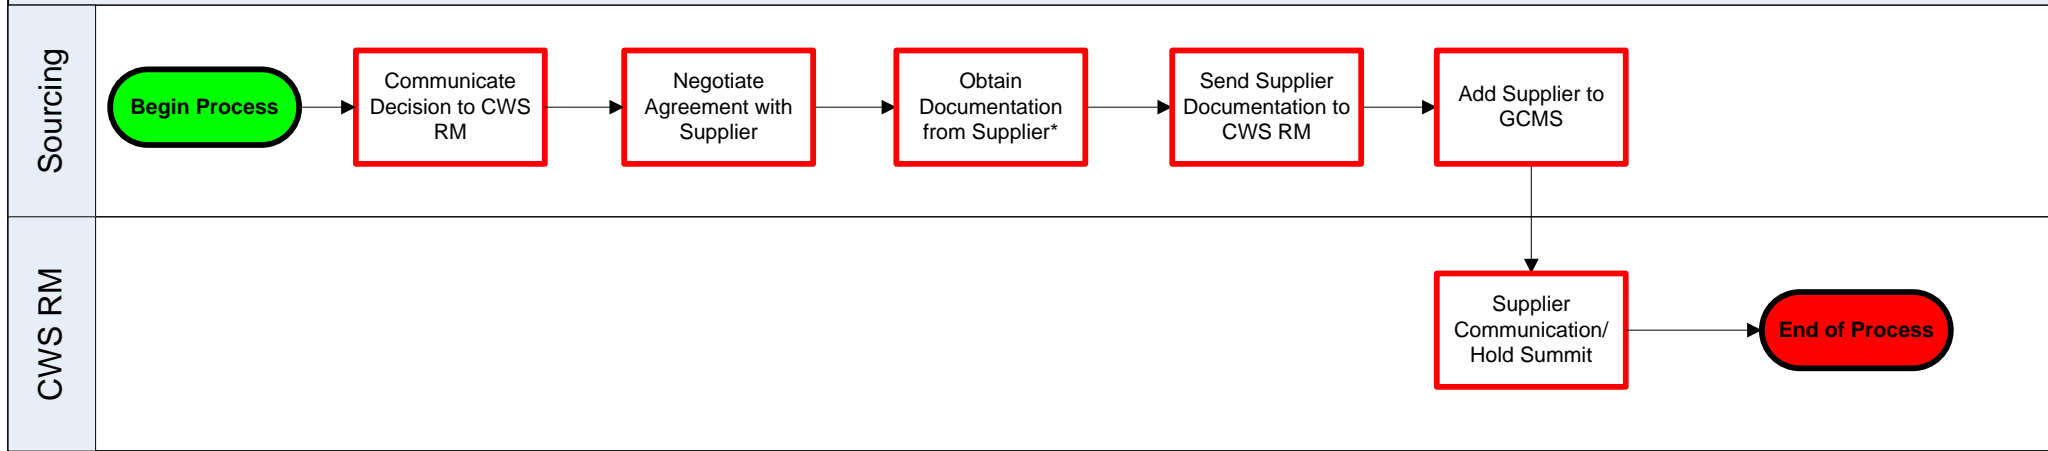 Sourcing
Begin Process
Communicate
Decision to CWS
RM
Negotiate
Agreement with
Supplier
Obtain
Documentation
from Supplier*
Send Supplier
Documentation to
CWS RM
Add Supplier to
GCMS
CWS RM
Supplier
Communication/
Hold Summit
End of Process